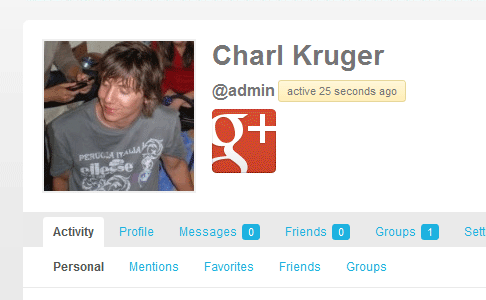 Charl Kruger
@admin active 25 seconds ago
g+
PERUGIA ITALIA
ellesse
Activity Profile Messages 0 Friends 0 Groups 1 Sett
Personal Mentions Favorites Friends Groups